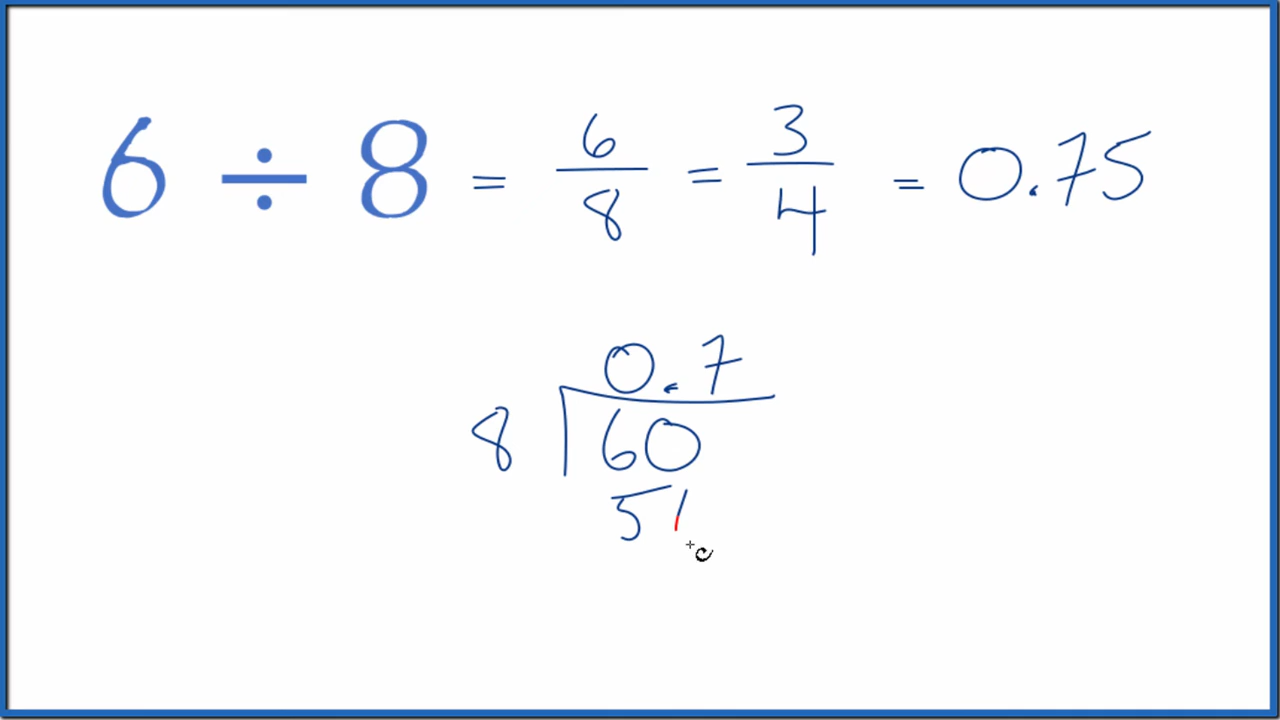 6 ÷ 8 = 6/8 = 3/4 = 0.75
0.7
8 60
5